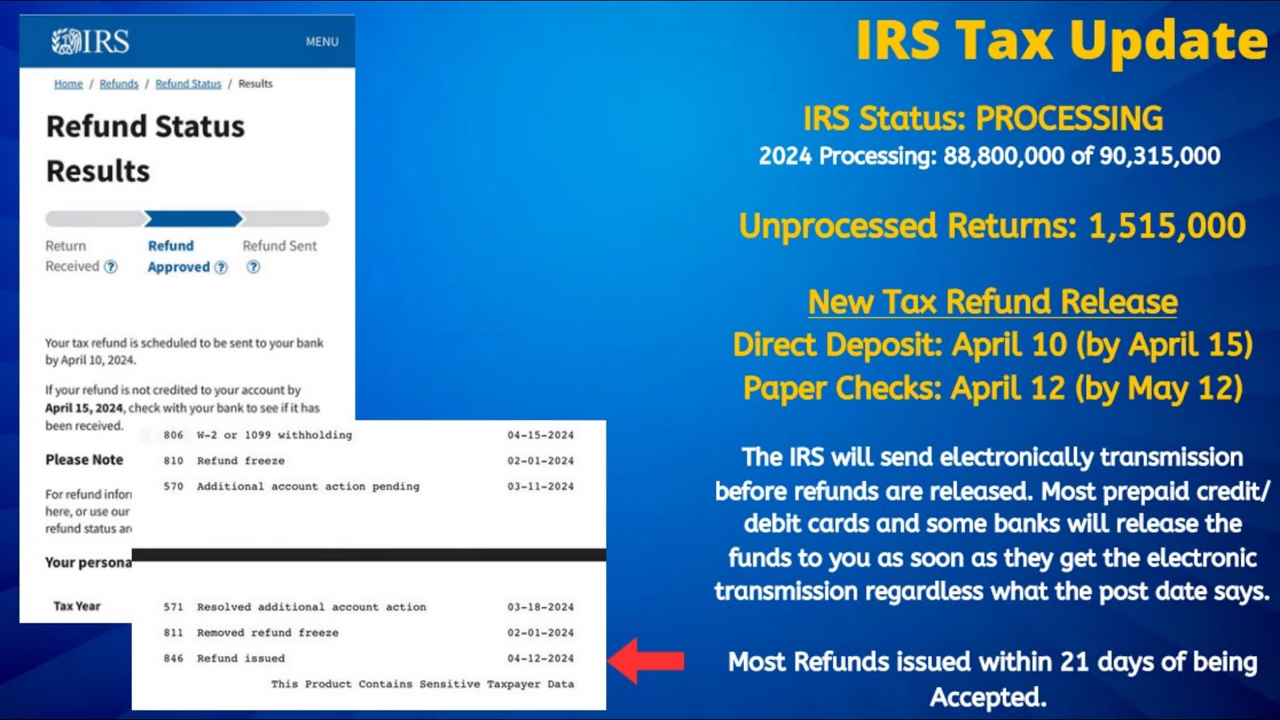 IRS
MENU
Home / Refunds / Refund Status / Results
Refund Status
Results
Return
Received ?
Refund
Approved ?
Refund Sent
?
Your tax refund is scheduled to be sent to your bank
by April 10, 2024.
If your refund is not credited to your account by
April 15, 2024, check with your bank to see if it has
been received.
Please Note
For refund
here, or use our
refund status
Your
Tax Year
806 W-2 or 1099 withholding 04-15-2024
810 Refund freeze 02-01-2024
570 Additional account action pending 03-11-2024
571 Resolved additional account action 03-18-2024
811 Removed refund freeze 02-01-2024
846 Refund issued 04-12-2024
This Product Contains Sensitive Taxpayer Data
IRS Tax Update
IRS Status: PROCESSING
2024 Processing: 88,800,000 of 90,315,000
Unprocessed Returns: 1,515,000
New Tax Refund Release
Direct Deposit: April 10 (by April 15)
Paper Checks: April 12 (by May 12)
The IRS will send electronically transmission
before refunds are released. Most prepaid credit/
debit cards and some banks will release the
funds to you as soon as they get the electronic
transmission regardless what the post date says.
Most Refunds issued within 21 days of being
Accepted.